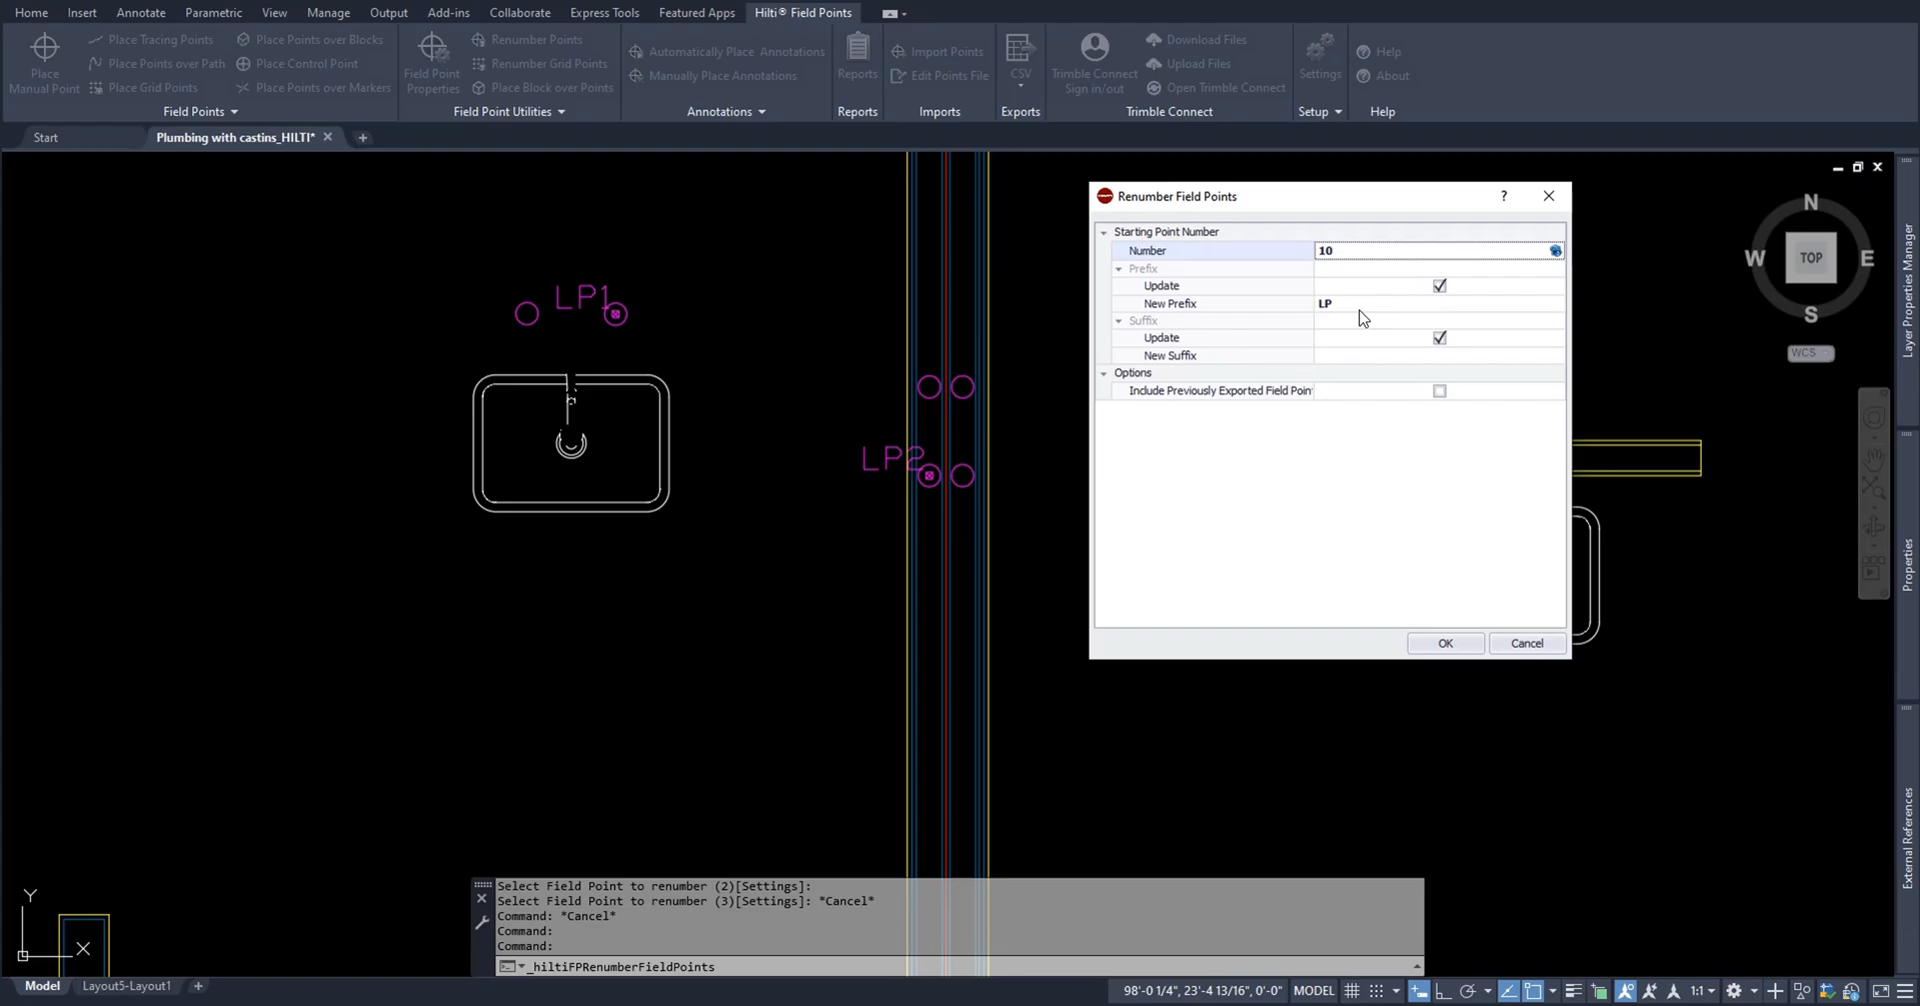 Home Insert Annotate Parametric View Manage Output Add-ins Collaborate Express Tools Featured Apps Hilti® Field Points
Place Manual Point
Place Tracing Points
Place Points over Path
Place Grid Points
Place Points over Blocks
Place Control Point
Place Points over Markers
Field Point Properties
Renumber Points
Renumber Grid Points
Place Block over Points
Automatically Place Annotations
Manually Place Annotations
Reports
Import Points
Edit Points File
CSV
Trimble Connect Sign in/out
Download Files
Upload Files
Open Trimble Connect
Settings
Help
About
Field Points Field Point Utilities Annotations Reports Imports Exports Trimble Connect Setup Help
Start Plumbing with castins_HILTI*
Renumber Field Points ?
Starting Point Number
Number 10
Prefix
Update
New Prefix LP
Suffix
Update
New Suffix
Options
Include Previously Exported Field Poin
OK Cancel
LP1
LP2
N
W TOP E
S
WCS
Layer Properties Manager
Properties
External References
Y
X
Select Field Point to renumber (2)[Settings]:
Select Field Point to renumber (3)[Settings]: *Cancel*
Command: *Cancel*
Command:
Command:
_hiltiFPRenumberFieldPoints
Model Layout5-Layout1 98'-0 1/4", 23'-4 13/16", 0'-0" MODEL 1:1